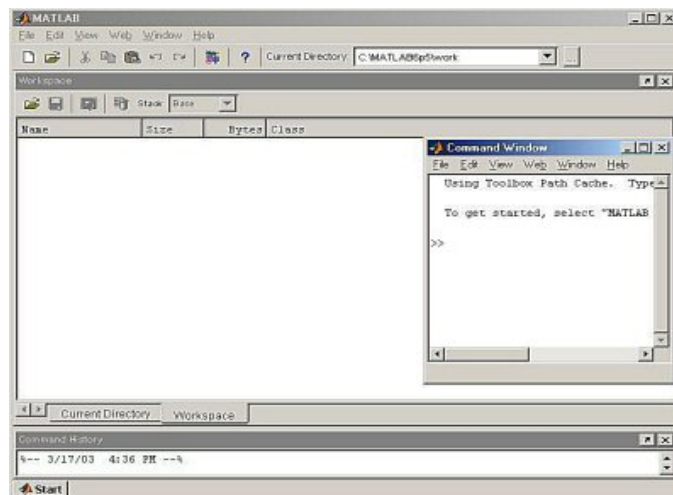 MATLAB
File Edit View Web Window Help
? Current Directory: C:\MATLAB6p5\work ...
Workspace
Stack: Base
Name Size Bytes Class
Command Window
File Edit View Web Window Help
Using Toolbox Path Cache. Type
To get started, select "MATLAB
>>
Current Directory Workspace
Command History
%-- 3/17/03 4:36 PM --%
Start